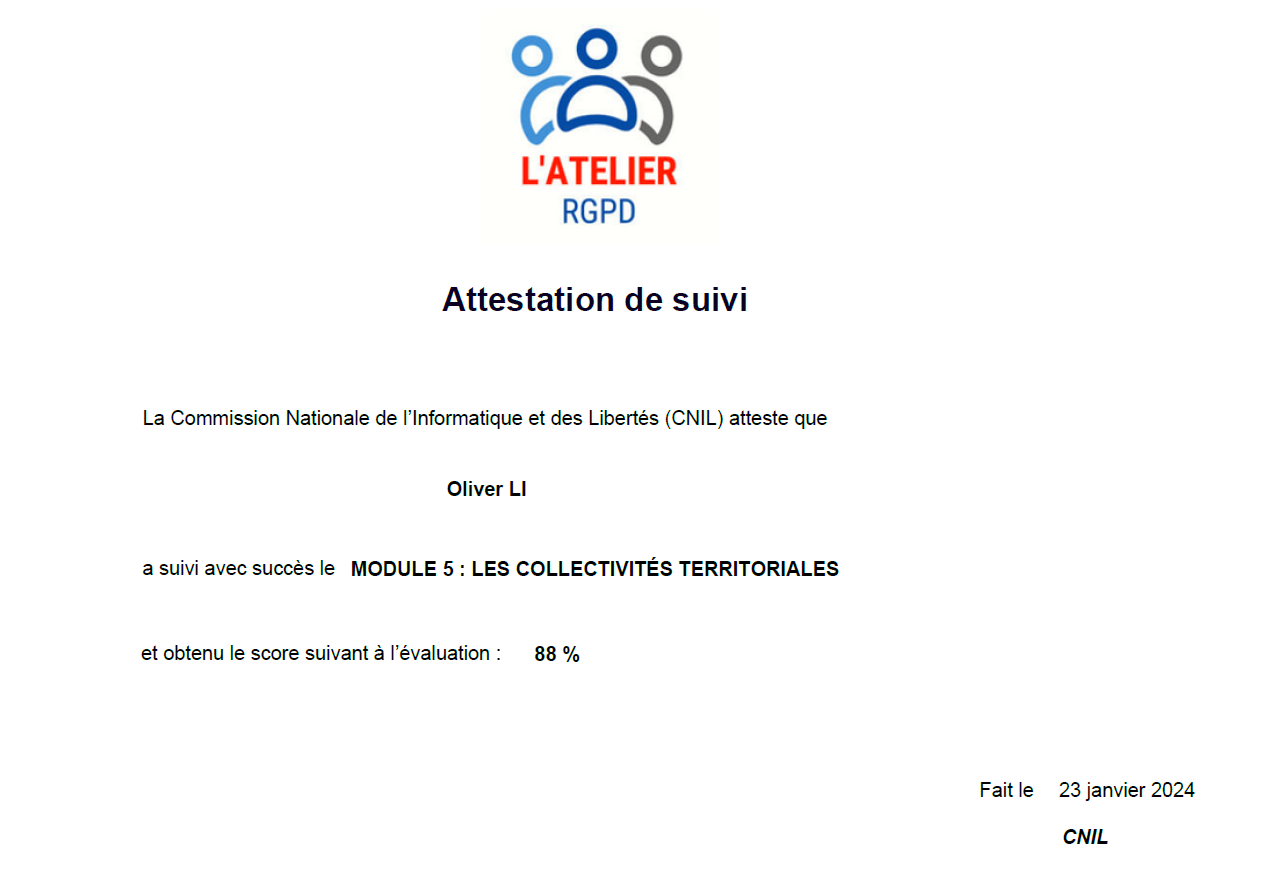 L'ATELIER
RGPD
Attestation de suivi
La Commission Nationale de l’Informatique et des Libertés (CNIL) atteste que
Oliver LI
a suivi avec succès le MODULE 5 : LES COLLECTIVITÉS TERRITORIALES
et obtenu le score suivant à l’évaluation : 88 %
Fait le 23 janvier 2024
CNIL